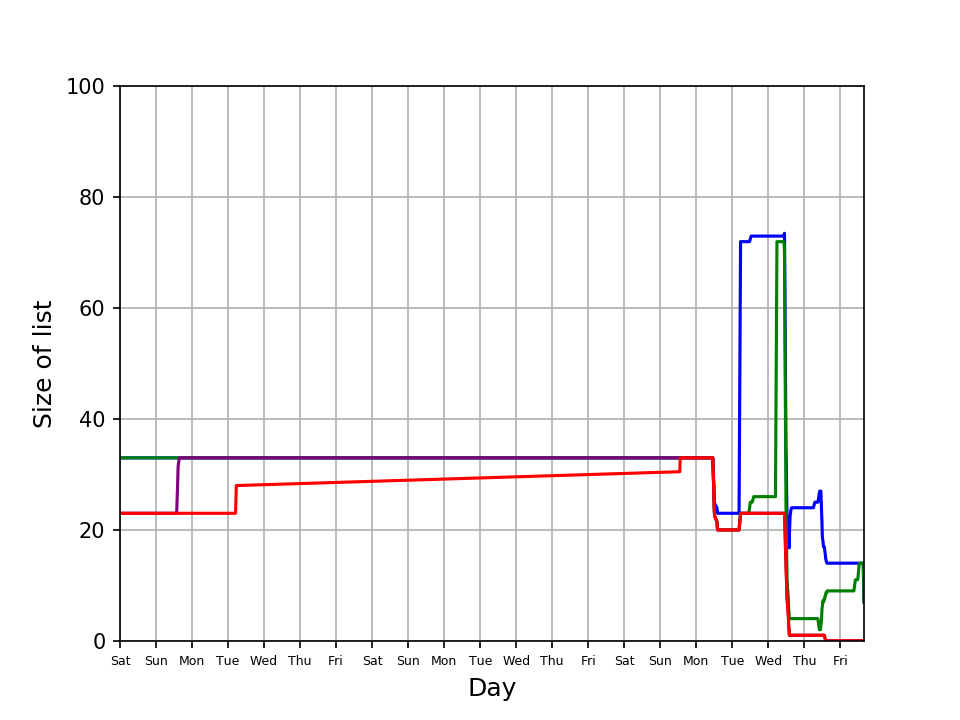 100
80
60
40
20
0
Size of list
Sat Sun Mon Tue Wed Thu Fri Sat Sun Mon Tue Wed Thu Fri Sat Sun Mon Tue Wed Thu Fri
Day